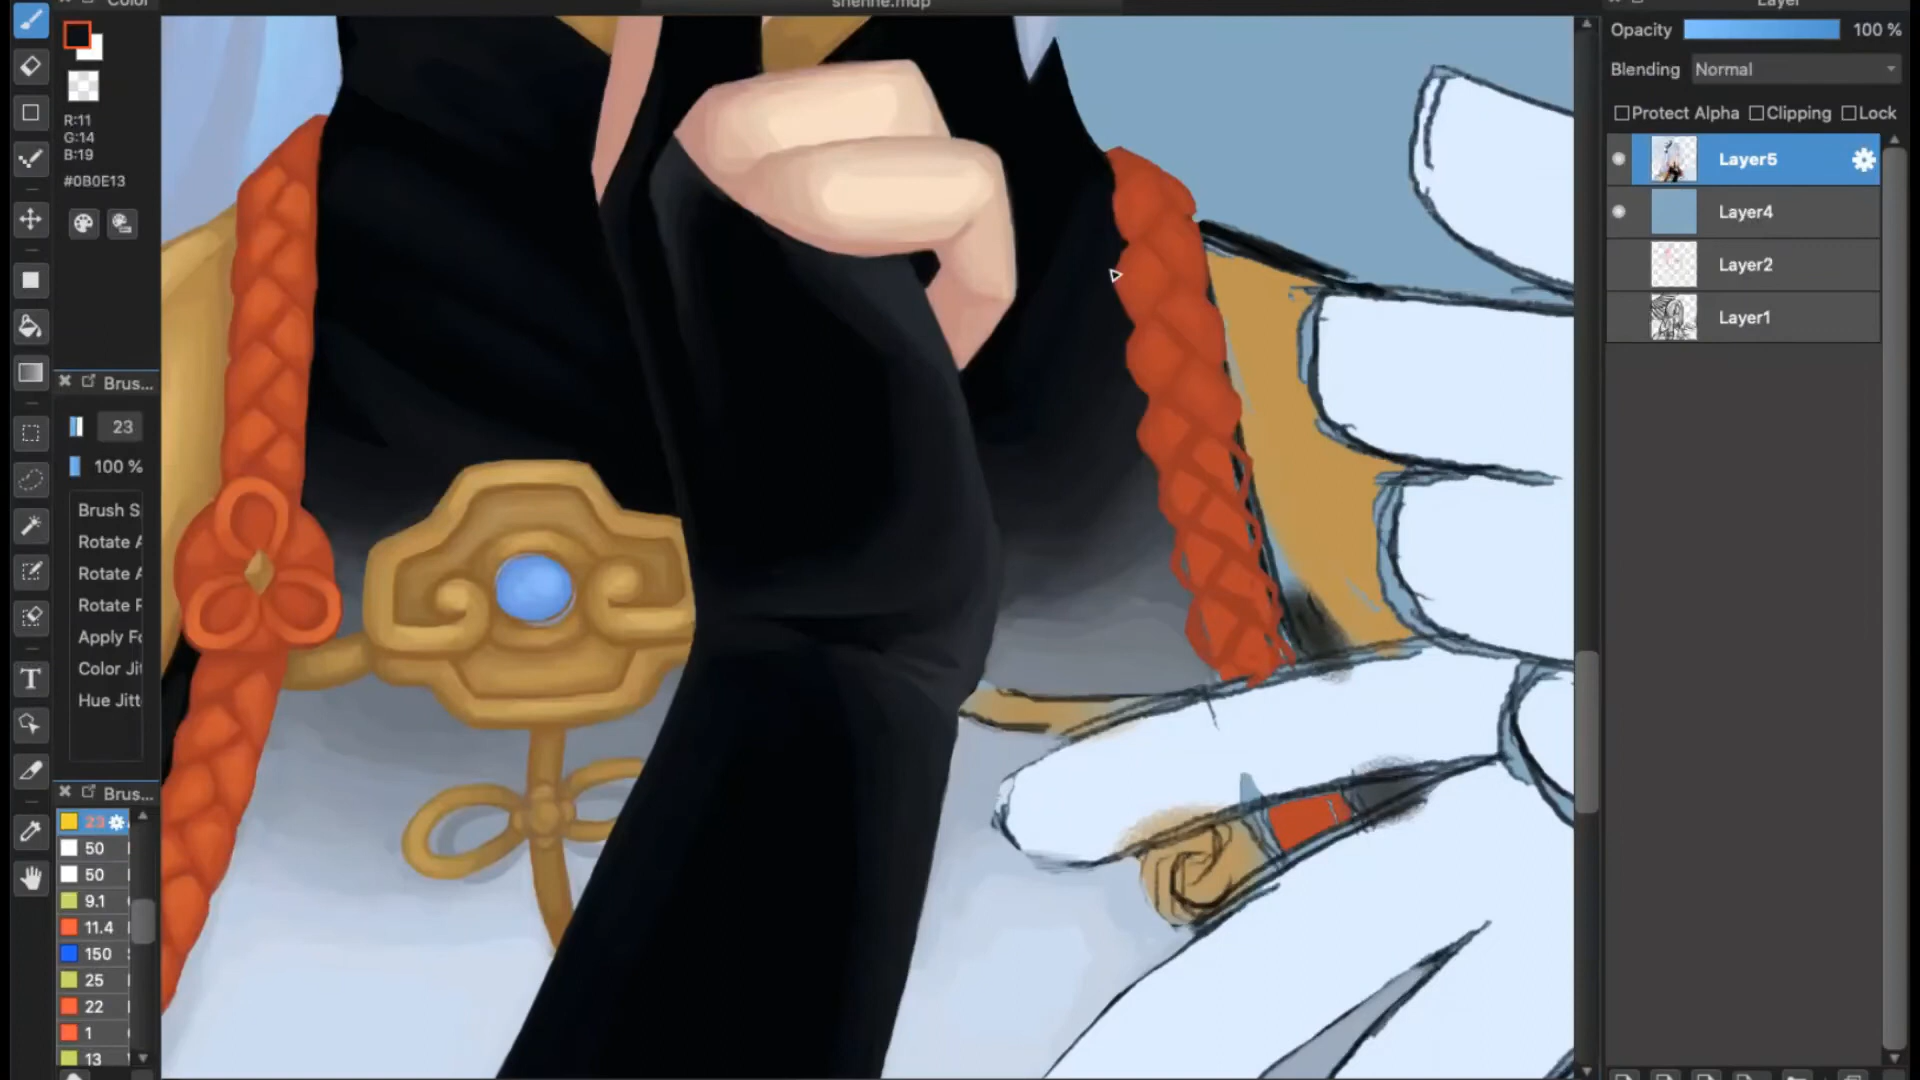 Color
shenhe.mdp
Layer
R:11
G:14
B:19
#0B0E13
Brus...
23
100 %
Brush S
Rotate A
Rotate A
Rotate F
Apply Fo
Color Jit
Hue Jitt
Brus...
23
50
50
9.1
11.4
150
25
22
1
13
T
Opacity 100 %
Blending Normal
Protect Alpha Clipping Lock
Layer5
Layer4
Layer2
Layer1